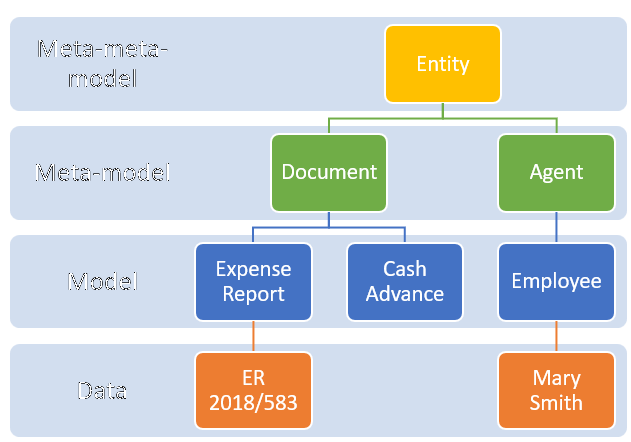 Meta-meta-
model
Entity
Meta-model
Document
Agent
Model
Expense
Report
Cash
Advance
Employee
Data
ER
2018/583
Mary
Smith